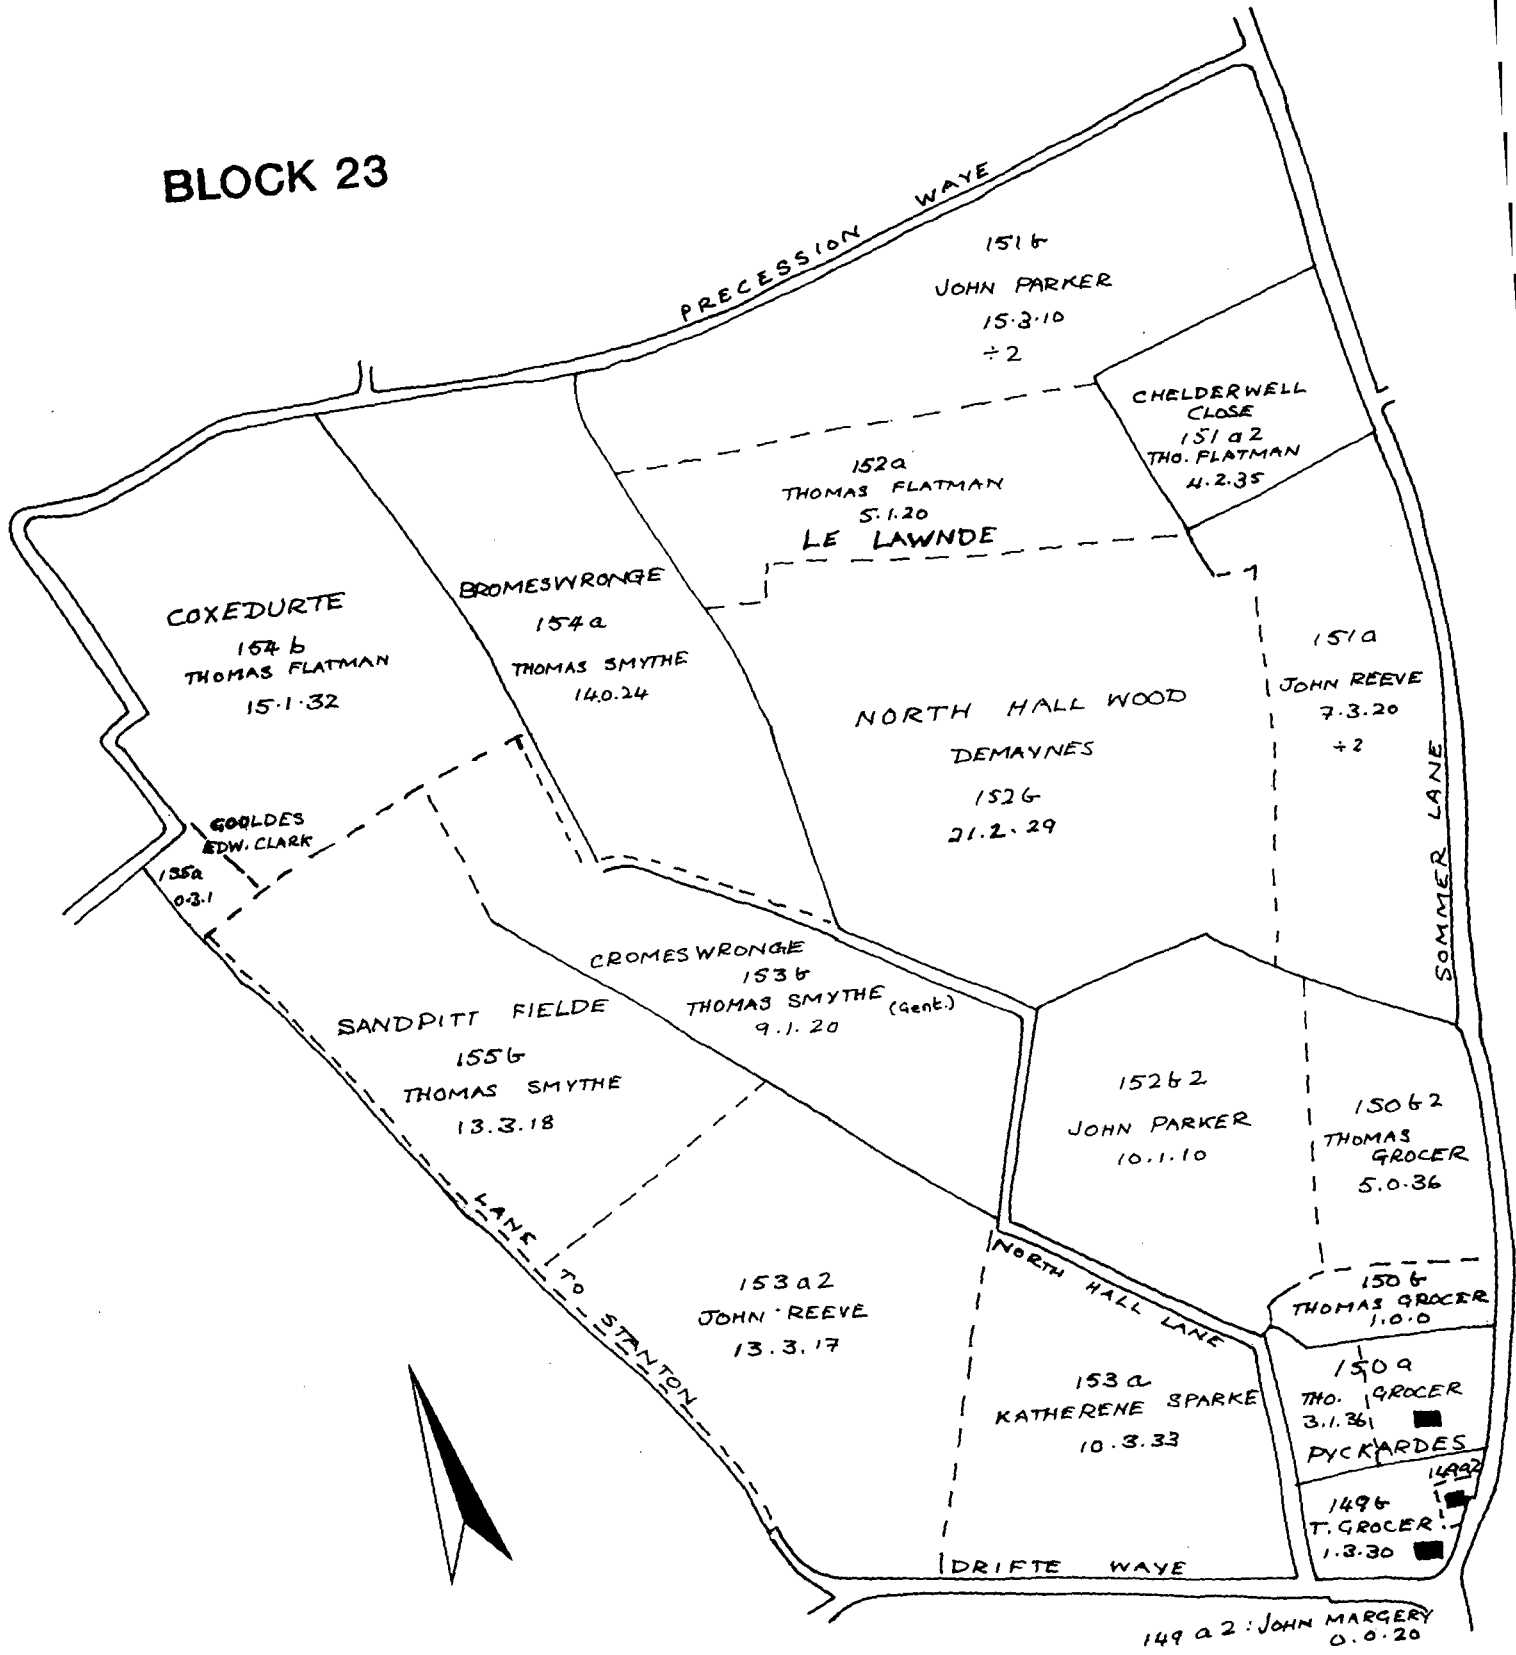 BLOCK 23
PRECESSION WAYE
151b
JOHN PARKER
15·3·10
÷2
CHELDERWELL
CLOSE
151a2
THO. FLATMAN
4.2.35
152a
THOMAS FLATMAN
5.1.20
LE LAWNDE
COXEDURTE
154b
THOMAS FLATMAN
15·1·32
BROMESWRONGE
154a
THOMAS SMYTHE
14.0.24
NORTH HALL WOOD
DEMAYNES
152b
21.2.29
151a
JOHN REEVE
7.3.20
÷2
SOMMER LANE
GOOLDES
EDW. CLARK
155a
0.3.1
CROMESWRONGE
153b
THOMAS SMYTHE (Gent.)
9.1.20
SANDPITT FIELDE
155b
THOMAS SMYTHE
13.3.18
152b2
JOHN PARKER
10.1.10
150b2
THOMAS
GROCER
5.0.36
LANE TO STANTON
153a2
JOHN REEVE
13.3.17
NORTH HALL LANE
150b
THOMAS GROCER
1.0.0
153a
KATHERENE SPARKE
10.3.33
150a
THO. GROCER
3.1.36
PYCKARDES
149a2
149b
T. GROCER
1.3.30
DRIFTE WAYE
149a2: JOHN MARGERY
0.0.20